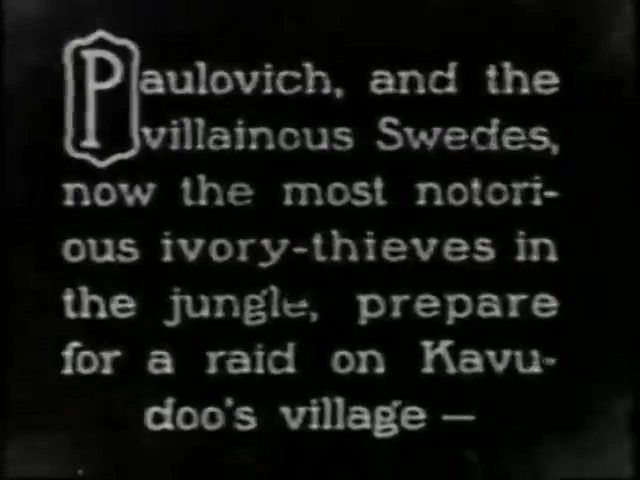 Paulovich, and the
villainous Swedes,
now the most notori-
ous ivory-thieves in
the jungle, prepare
for a raid on Kavu-
doo's village —